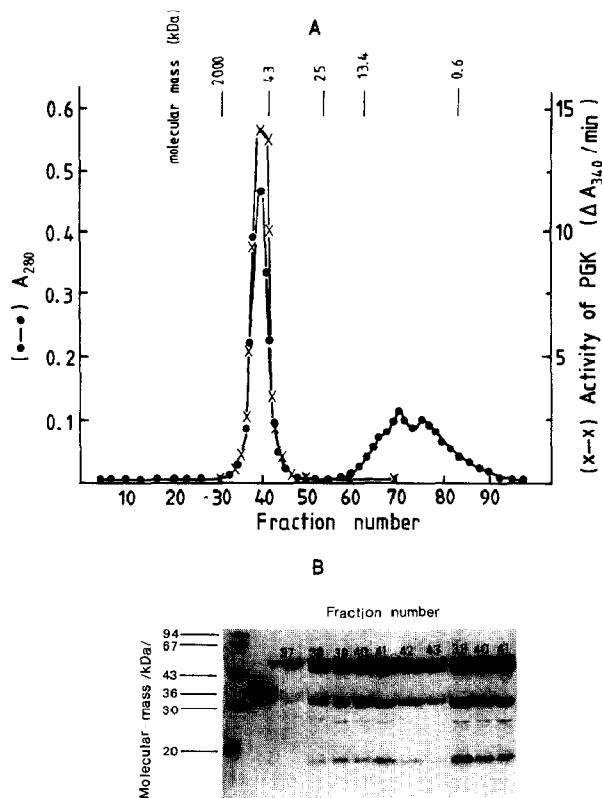 A
molecular mass (kDa)
2000
43
25
13.4
0.6
0.6
0.5
0.4
0.3
0.2
0.1
[●—●) A280
15
10
5
(x—x) Activity of PGK (Δ A340/min)
10 20 -30 40 50 60 70 80 90
Fraction number
B
Fraction number
94
67
43
36
30
20
Molecular mass /kDa/
37 38 39 40 41 42 43 39 40 41